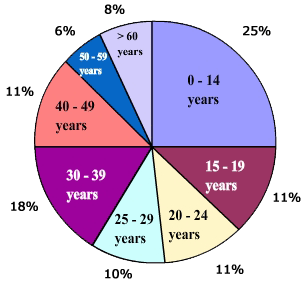 8%
25%
6%
> 60
years
50 - 59
years
0 - 14
years
11%
40 - 49
years
15 - 19
years
11%
30 - 39
years
18%
20 - 24
years
25 - 29
years
11%
10%